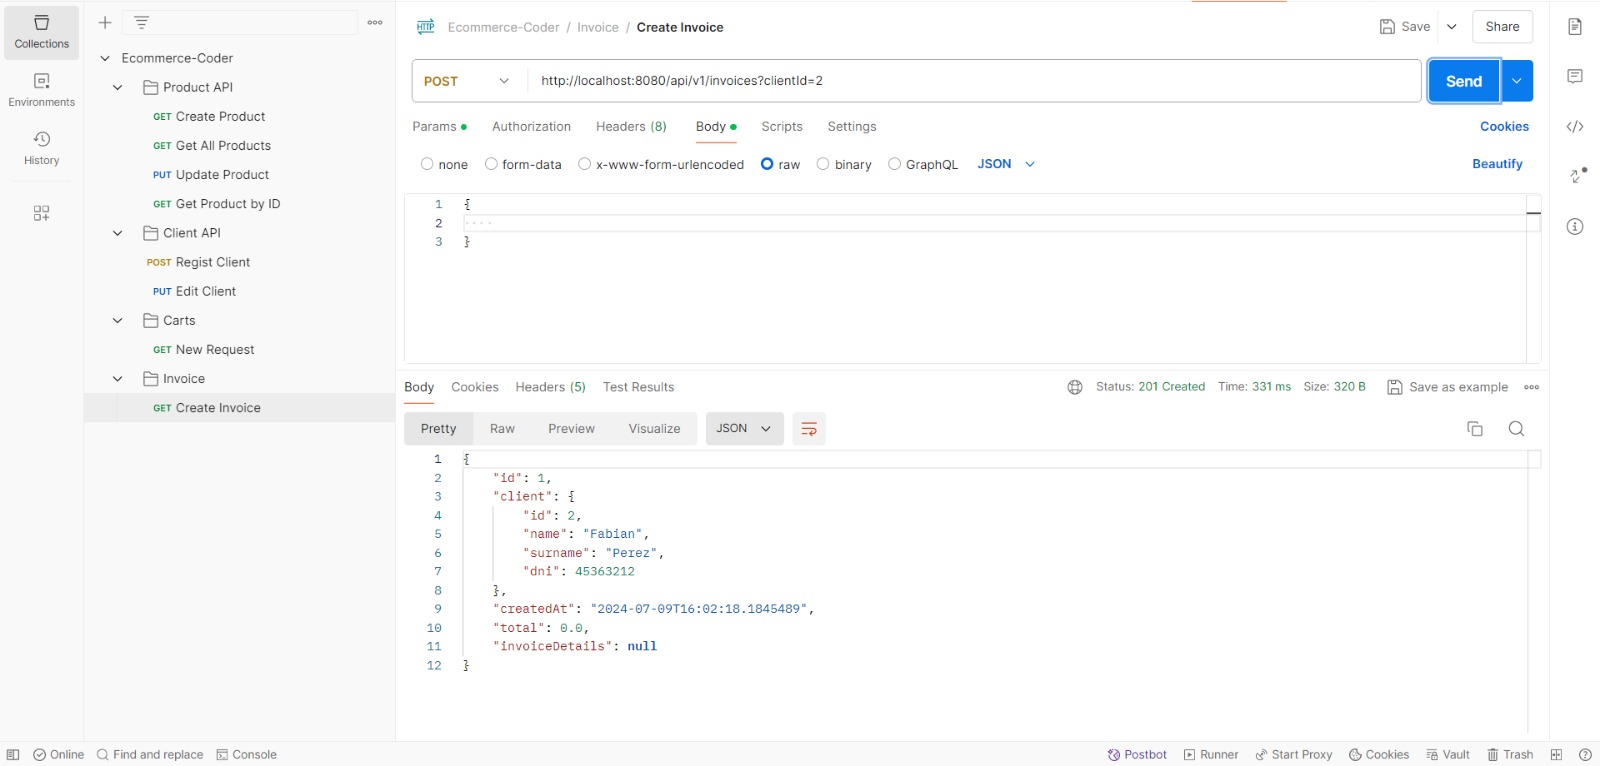 Collections
Environments
History
Ecommerce-Coder
Product API
GET Create Product
GET Get All Products
PUT Update Product
GET Get Product by ID
Client API
POST Regist Client
PUT Edit Client
Carts
GET New Request
Invoice
GET Create Invoice
HTTP Ecommerce-Coder / Invoice / Create Invoice
Save
Share
POST
http://localhost:8080/api/v1/invoices?clientId=2
Send
Params Authorization Headers (8) Body Scripts Settings
Cookies
none form-data x-www-form-urlencoded raw binary GraphQL JSON
Beautify
1 {
2
3 }
Body Cookies Headers (5) Test Results
Status: 201 Created Time: 331 ms Size: 320 B Save as example
Pretty Raw Preview Visualize JSON
1 {
2 "id": 1,
3 "client": {
4 "id": 2,
5 "name": "Fabian",
6 "surname": "Perez",
7 "dni": 45363212
8 },
9 "createdAt": "2024-07-09T16:02:18.1845489",
10 "total": 0.0,
11 "invoiceDetails": null
12 }
Online Find and replace Console
Postbot Runner Start Proxy Cookies Vault Trash